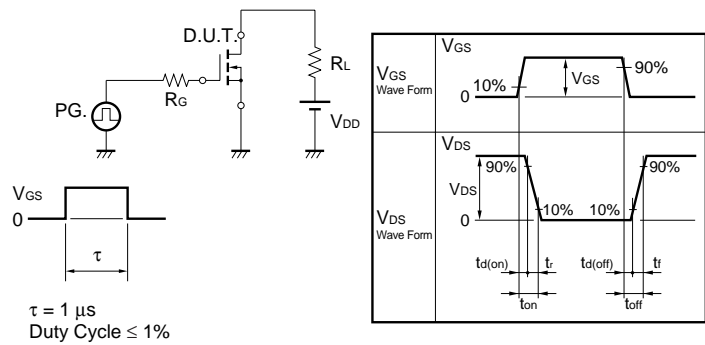 D.U.T.
RL
RG
PG.
VDD
VGS
0
τ
τ = 1 μs
Duty Cycle ≤ 1%
VGS
Wave Form
VGS
10%
0
VGS
90%
VDS
Wave Form
VDS
90%
VDS
0
10%
10%
90%
td(on)
tr
td(off)
tf
ton
toff